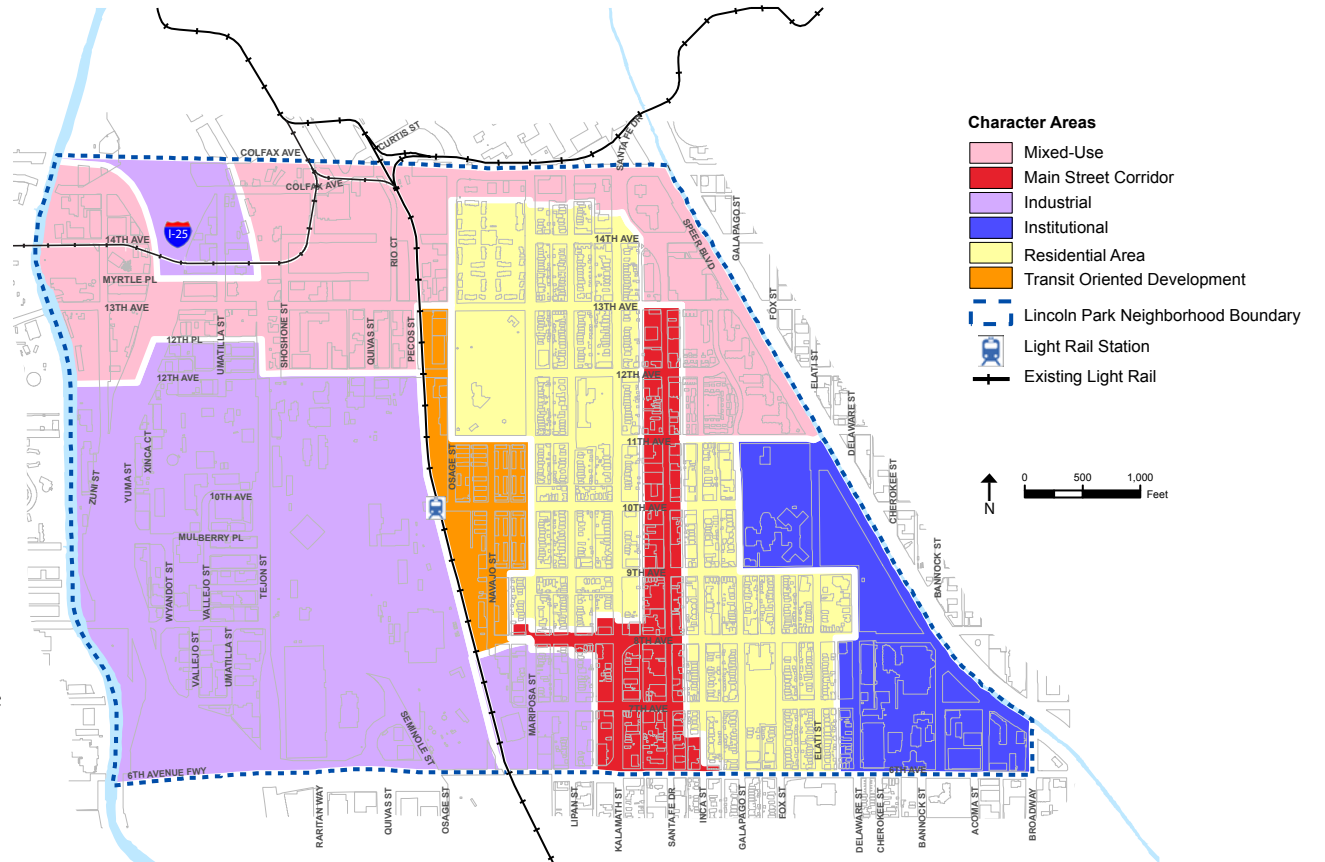 CURTIS ST
SANTA FE DR
COLFAX AVE
COLFAX AVE
I-25
14TH AVE
14TH AVE
RIO CT
SPEER BLVD
GALAPAGO ST
MYRTLE PL
13TH AVE
13TH AVE
FOX ST
UMATILLA ST
SHOSHONE ST
QUIVAS ST
PECOS ST
12TH PL
12TH AVE
12TH AVE
ELATI ST
DELAWARE ST
11TH AVE
XINCA CT
YUMA ST
ZUNI ST
OSAGE ST
CHEROKEE ST
10TH AVE
10TH AVE
MULBERRY PL
BANNOCK ST
9TH AVE
NAVAJO ST
WYANDOT ST
VALLEJO ST
TEJON ST
8TH AVE
VALLEJO ST
UMATILLA ST
MARIPOSA ST
7TH AVE
SEMINOLE ST
ELATI ST
6TH AVENUE FWY
RARITAN WAY
QUIVAS ST
OSAGE ST
LIPAN ST
KALAMATH ST
SANTA FE DR
INCA ST
GALAPAGO ST
FOX ST
DELAWARE ST
CHEROKEE ST
BANNOCK ST
ACOMA ST
BROADWAY
Character Areas
Mixed-Use
Main Street Corridor
Industrial
Institutional
Residential Area
Transit Oriented Development
Lincoln Park Neighborhood Boundary
Light Rail Station
Existing Light Rail
N
0 500 1,000
Feet